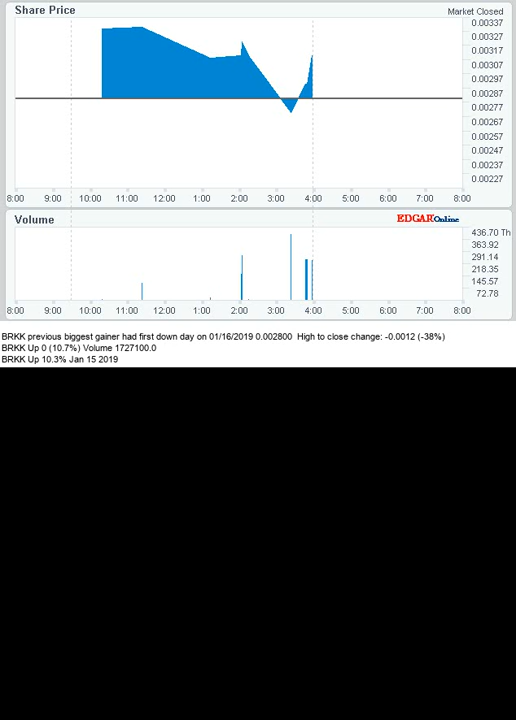 Share Price
Market Closed
0.00337
0.00327
0.00317
0.00307
0.00297
0.00287
0.00277
0.00267
0.00257
0.00247
0.00237
0.00227
8:00 9:00 10:00 11:00 12:00 1:00 2:00 3:00 4:00 5:00 6:00 7:00 8:00
Volume
EDGAR Online
436.70 Th
363.92
291.14
218.35
145.57
72.78
8:00 9:00 10:00 11:00 12:00 1:00 2:00 3:00 4:00 5:00 6:00 7:00 8:00
BRKK previous biggest gainer had first down day on 01/16/2019 0.002800 High to close change: -0.0012 (-38%)
BRKK Up 0 (10.7%) Volume 1727100.0
BRKK Up 10.3% Jan 15 2019